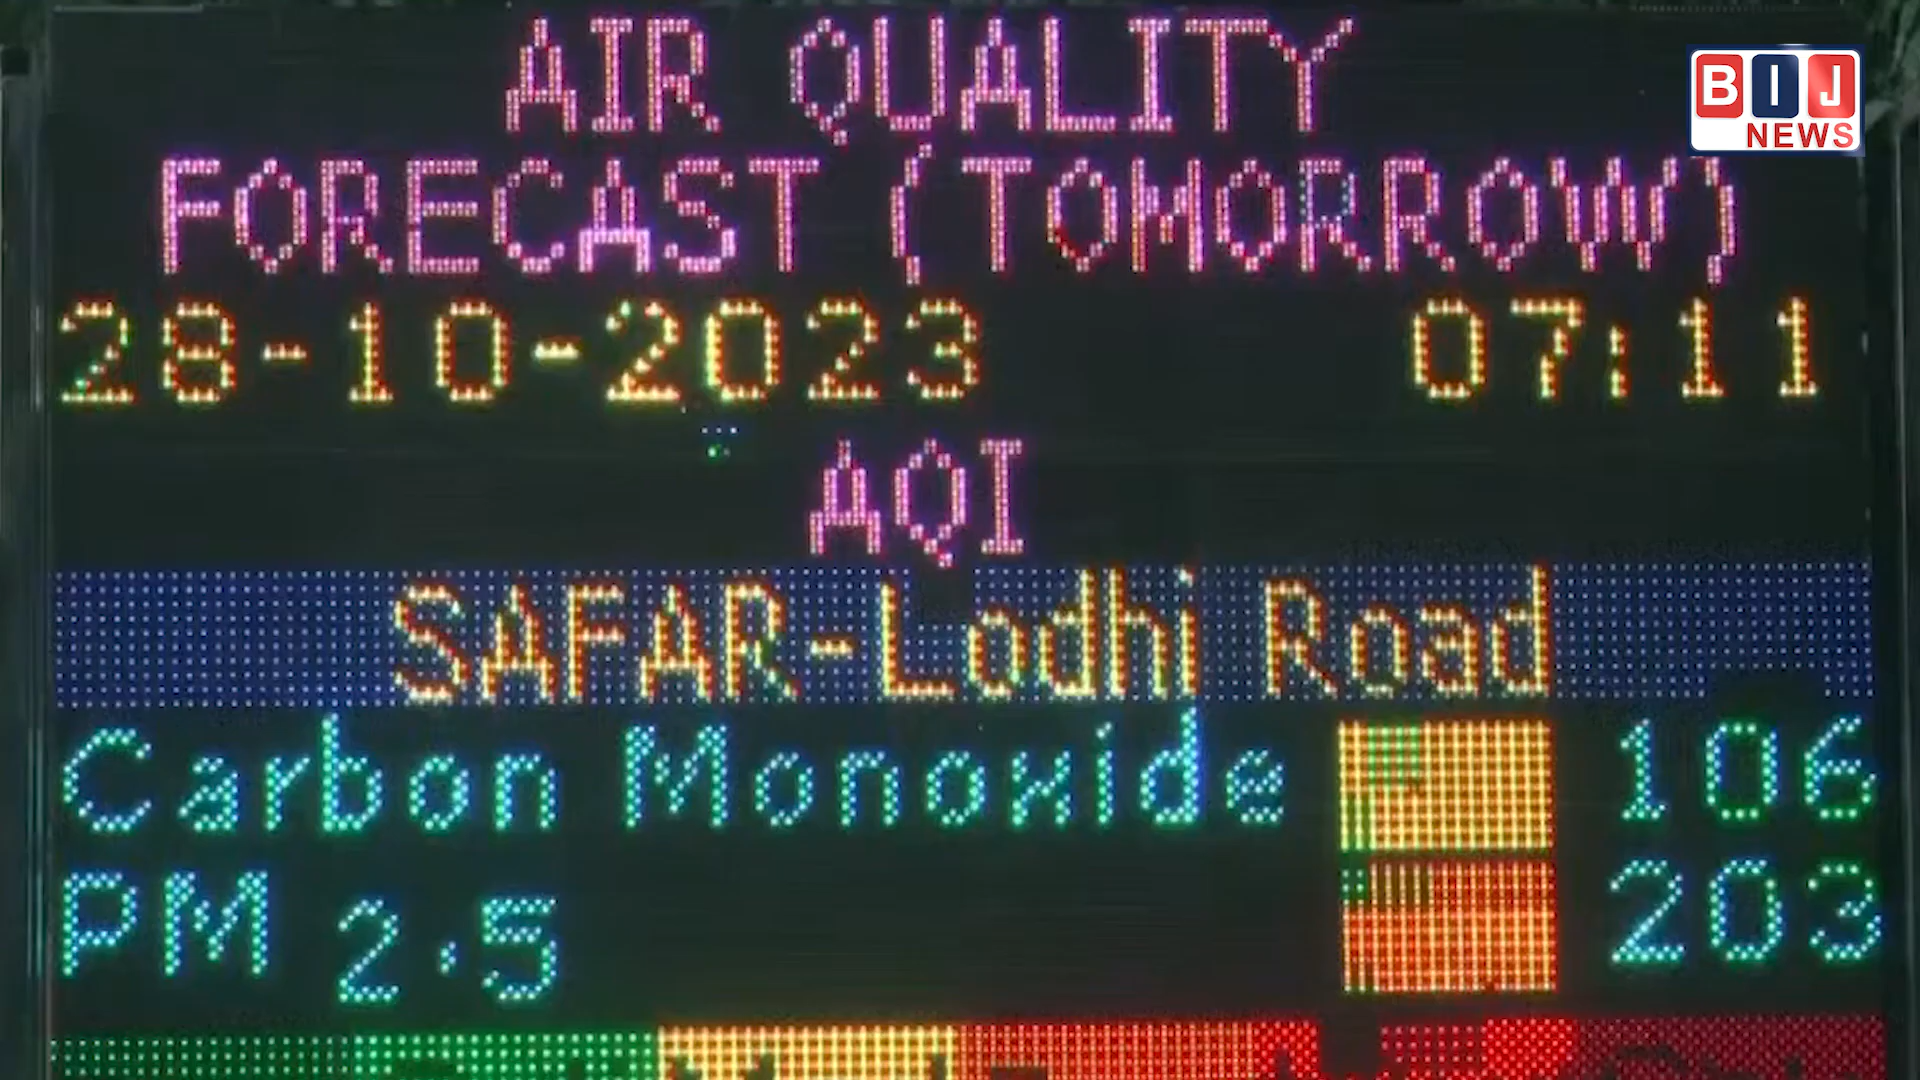 AIR QUALITY
BIJ
NEWS
FORECAST (TOMORROW)
28-10-2023 07:11
AQI
SAFAR-Lodhi Road
Carbon Monoxide 106
PM 2.5 203